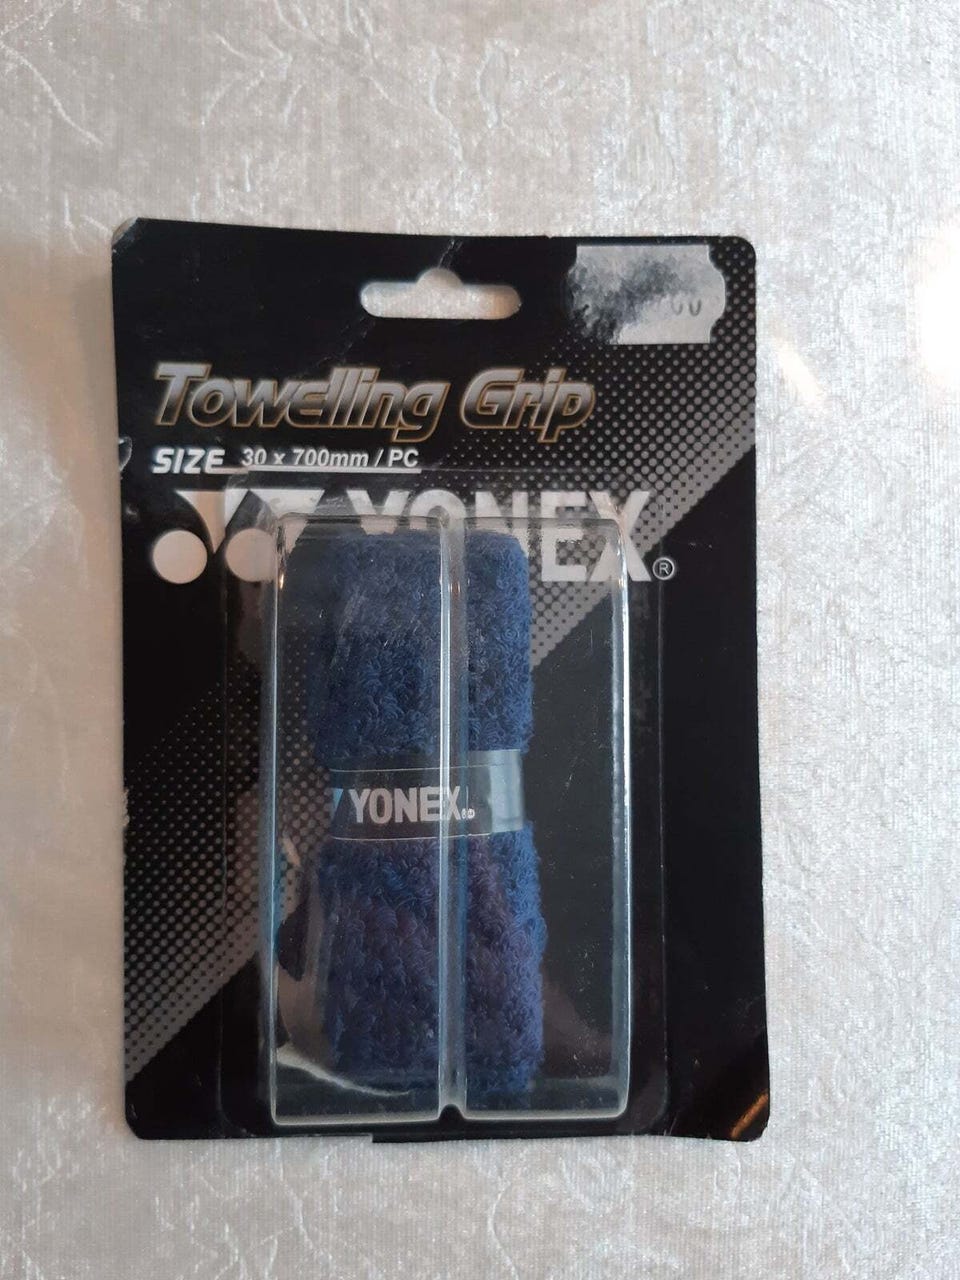 Towelling Grip
SIZE 30 x 700mm / PC
YONEX®
YONEX